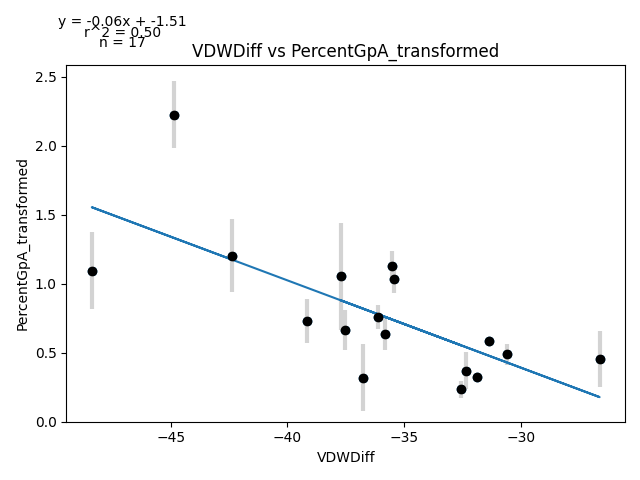 y = -0.06x + -1.51
r^2 = 0.50
n = 17
VDWDiff vs PercentGpA_transformed
PercentGpA_transformed
2.5
2.0
1.5
1.0
0.5
0.0
−45
−40
−35
−30
VDWDiff